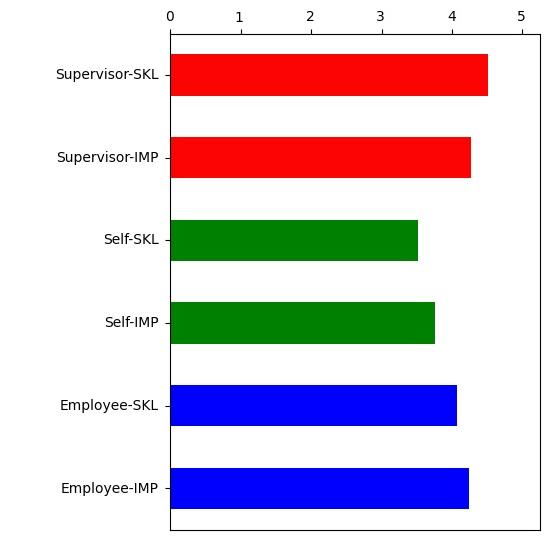 0 1 2 3 4 5
Supervisor-SKL
Supervisor-IMP
Self-SKL
Self-IMP
Employee-SKL
Employee-IMP